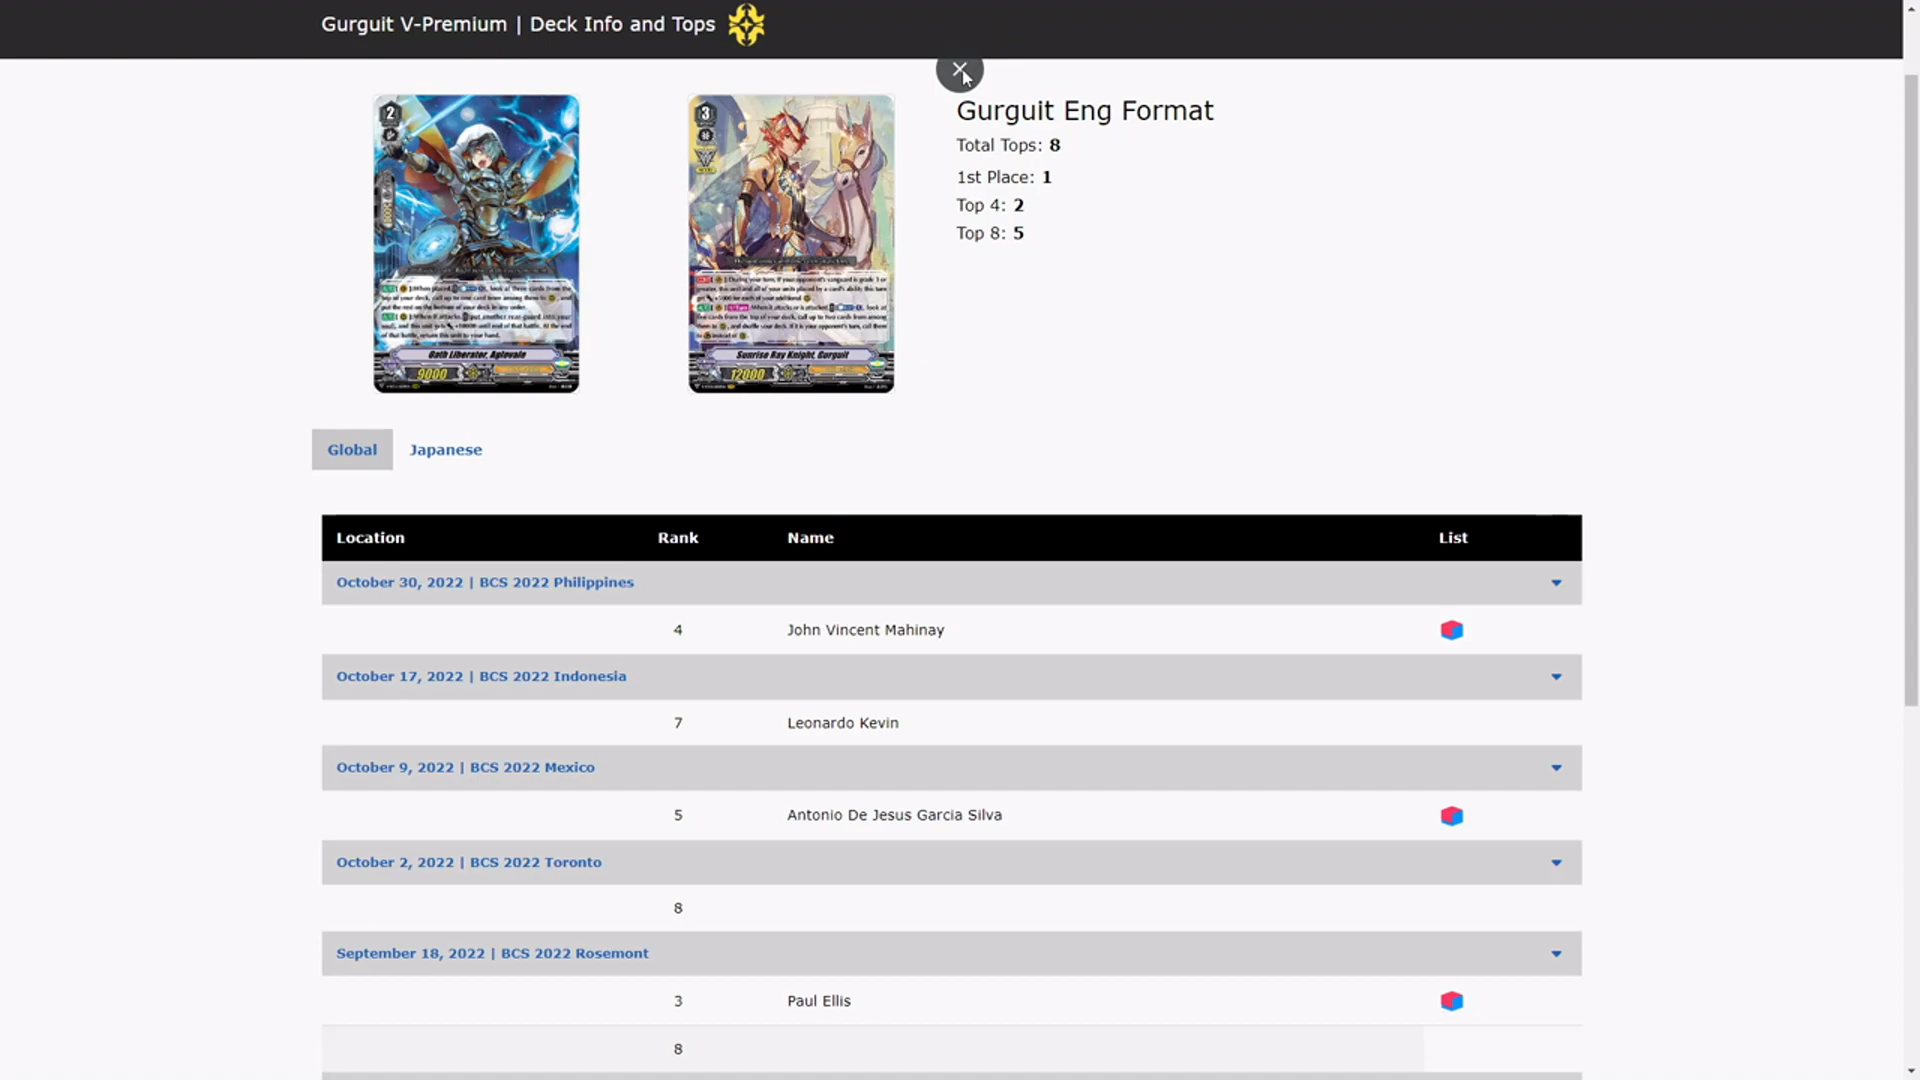 Gurguit V-Premium | Deck Info and Tops
2
3
Oath Liberator, Aglovale
9000
Sunrise Ray Knight, Gurguit
12000
Gurguit Eng Format
Total Tops: 8
1st Place: 1
Top 4: 2
Top 8: 5
Global Japanese
Location Rank Name List
October 30, 2022 | BCS 2022 Philippines
4 John Vincent Mahinay
October 17, 2022 | BCS 2022 Indonesia
7 Leonardo Kevin
October 9, 2022 | BCS 2022 Mexico
5 Antonio De Jesus Garcia Silva
October 2, 2022 | BCS 2022 Toronto
8
September 18, 2022 | BCS 2022 Rosemont
3 Paul Ellis
8